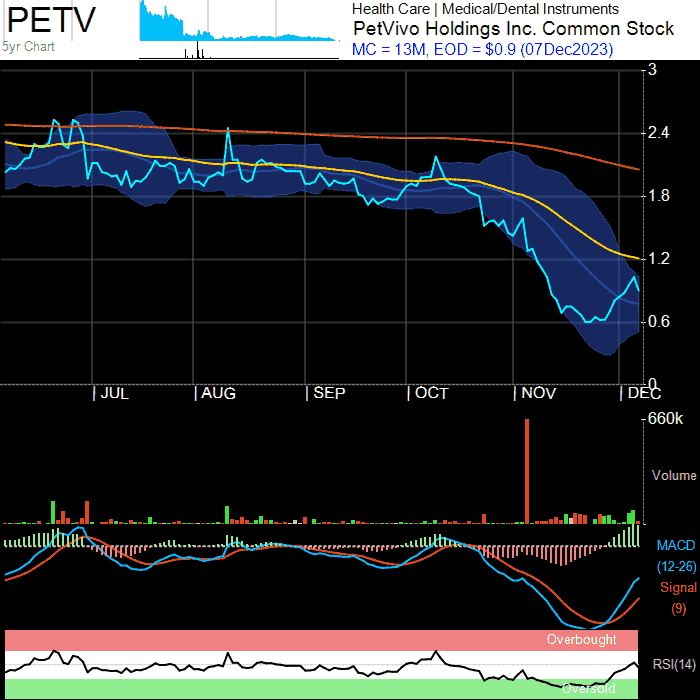 PETV
5yr Chart
Health Care | Medical/Dental Instruments
PetVivo Holdings Inc. Common Stock
MC = 13M, EOD = $0.9 (07Dec2023)
3
2.4
1.8
1.2
0.6
0
| JUL | AUG | SEP | OCT | NOV | DEC
660k
Volume
MACD
(12-26)
Signal
(9)
Overbought
RSI(14)
Oversold